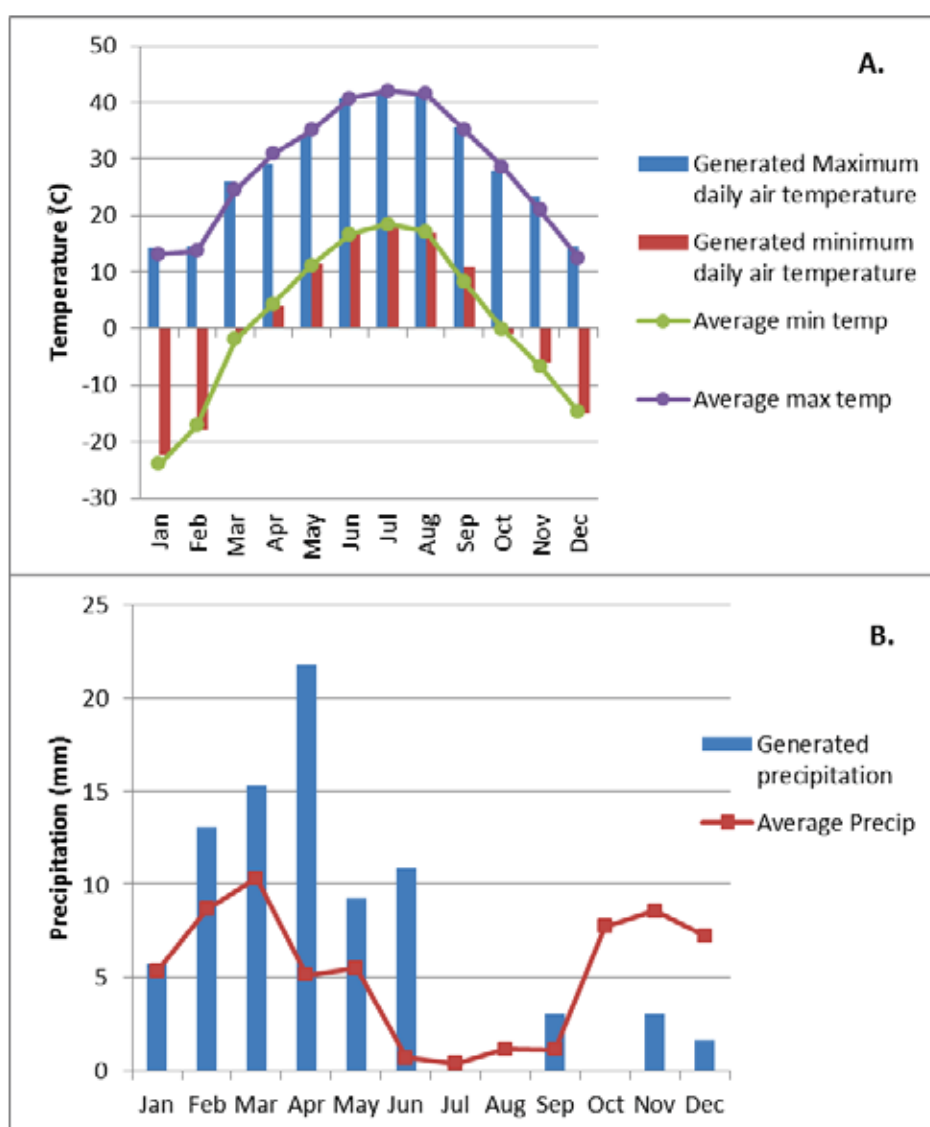 A.
50
40
30
20
10
0
-10
-20
-30
Temperature (C)
Jan Feb Mar Apr May Jun Jul Aug Sep Oct Nov Dec
Generated Maximum
daily air temperature
Generated minimum
daily air temperature
Average min temp
Average max temp
B.
25
20
15
10
5
0
Precipitation (mm)
Jan Feb Mar Apr May Jun Jul Aug Sep Oct Nov Dec
Generated
precipitation
Average Precip